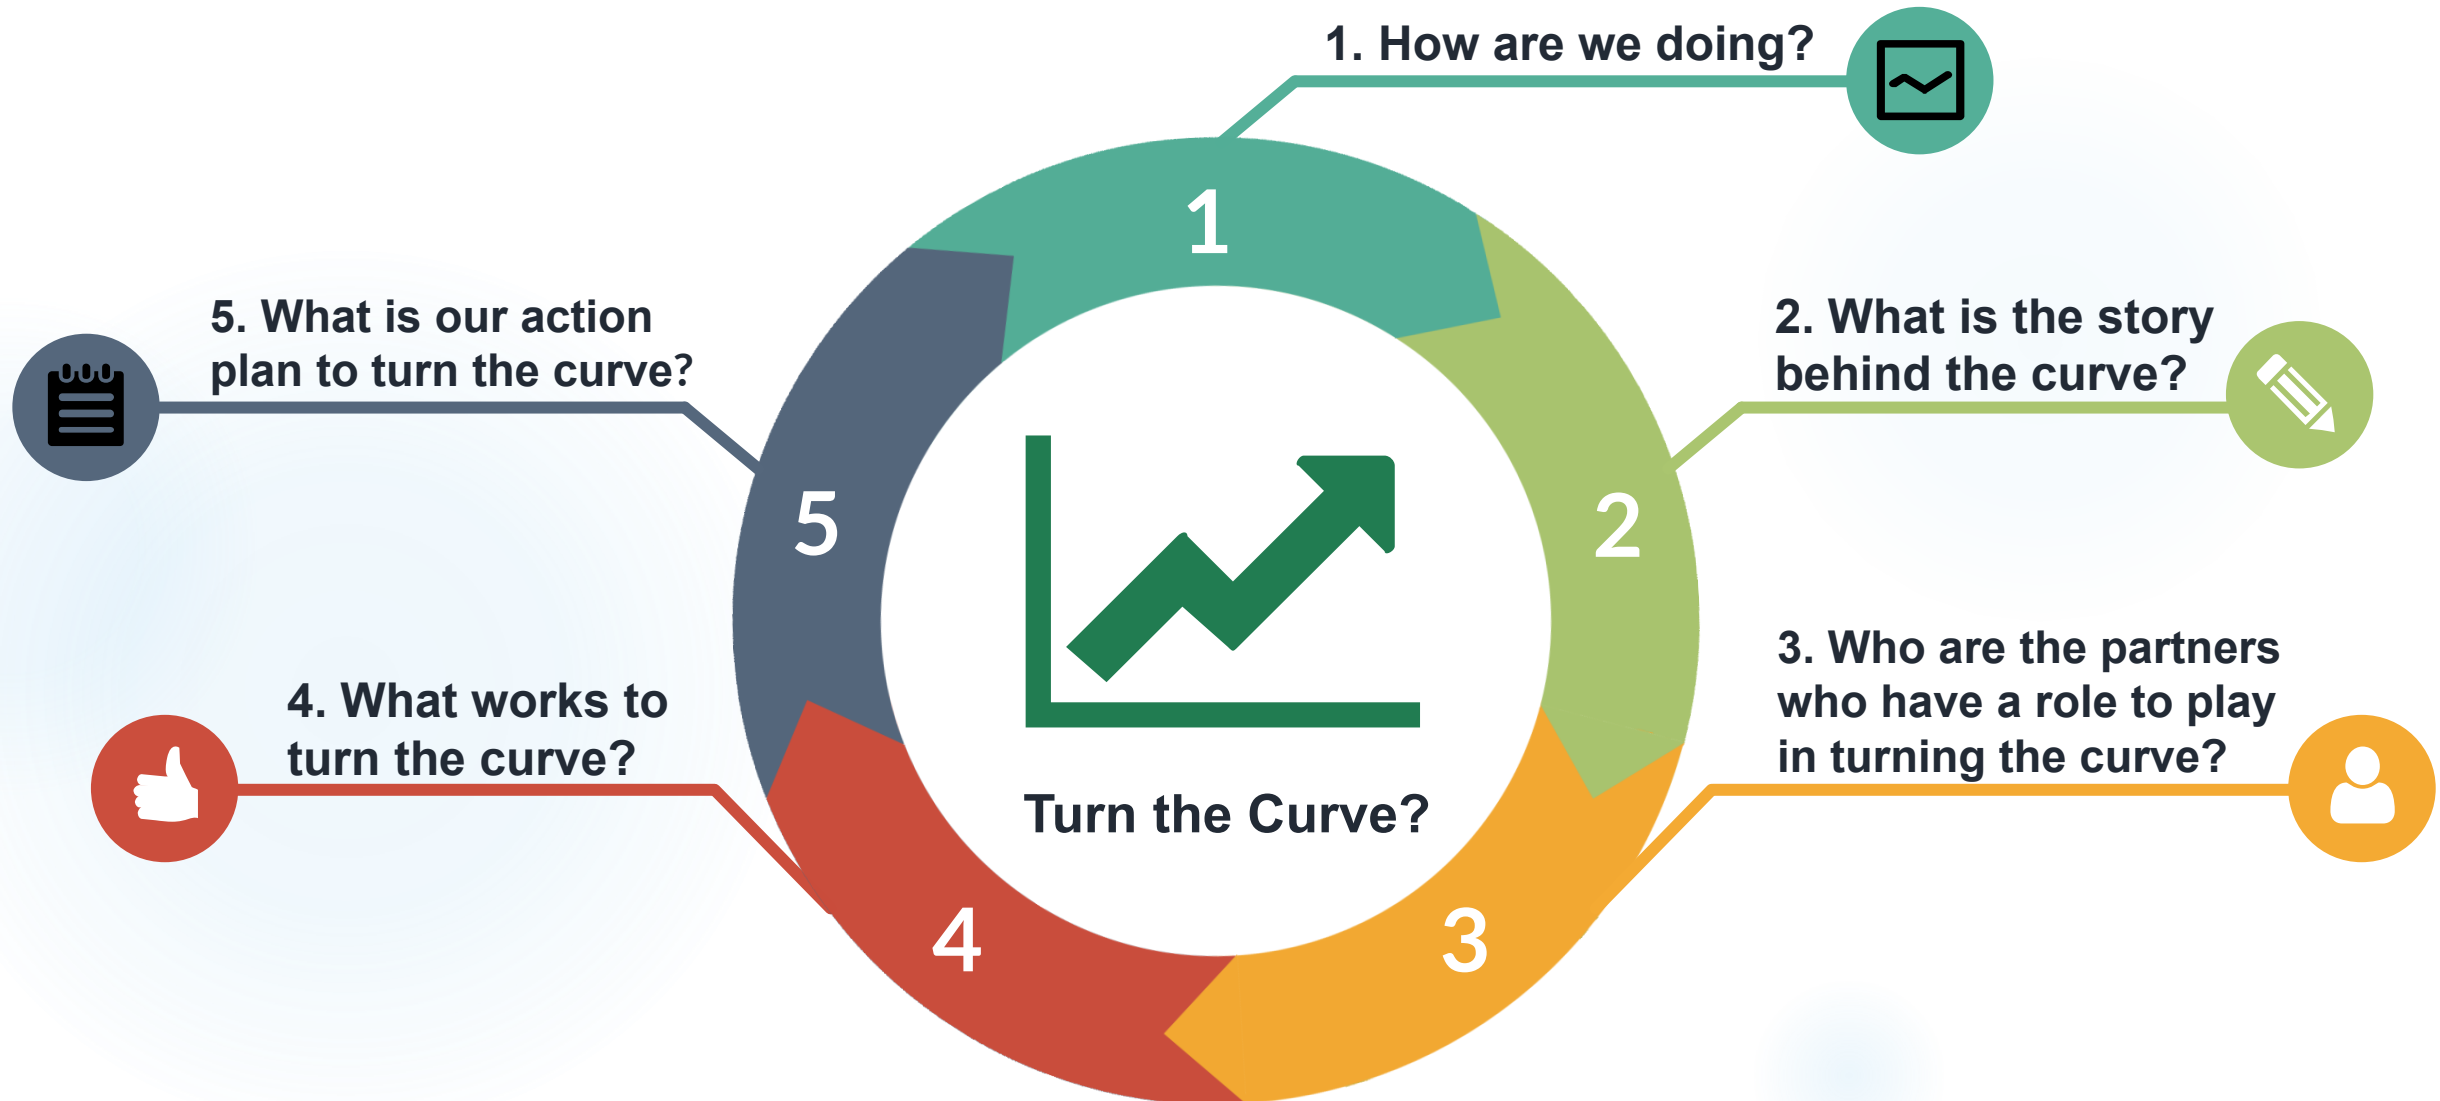 1. How are we doing?
1
2. What is the story
behind the curve?
2
3. Who are the partners
who have a role to play
in turning the curve?
3
4. What works to
turn the curve?
4
5. What is our action
plan to turn the curve?
5
Turn the Curve?